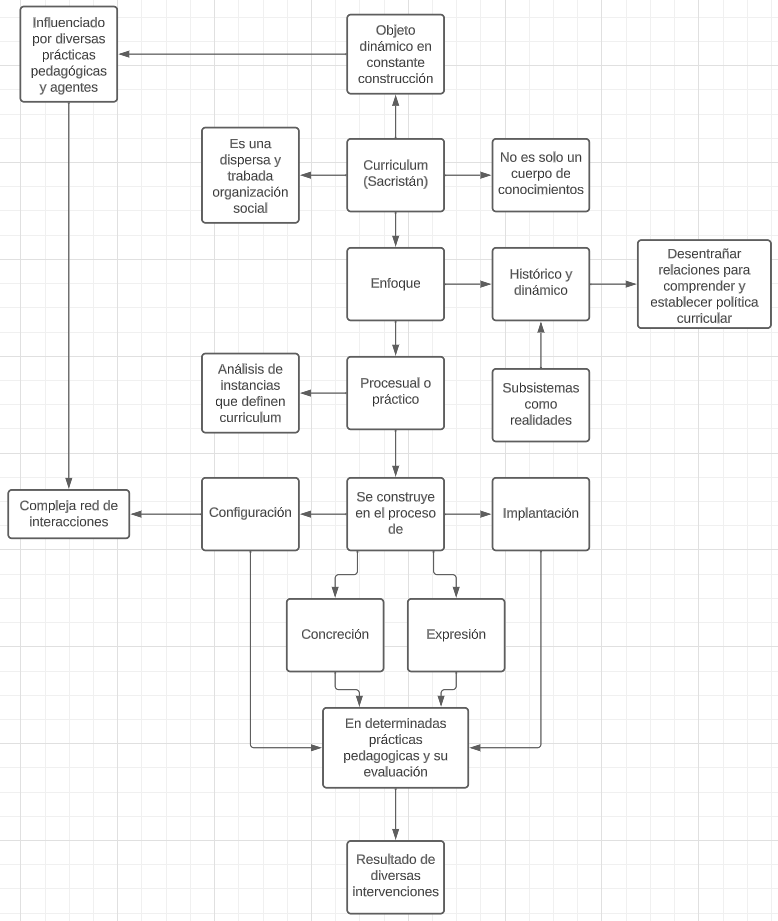 Influenciado
por diversas
prácticas
pedagógicas
y agentes
Objeto
dinámico en
constante
construcción
Es una
dispersa y
trabada
organización
social
Curriculum
(Sacristán)
No es solo un
cuerpo de
conocimientos
Enfoque
Histórico y
dinámico
Desentrañar
relaciones para
comprender y
establecer política
curricular
Análisis de
instancias
que definen
curriculum
Procesual o
práctico
Subsistemas
como
realidades
Compleja red de
interacciones
Configuración
Se construye
en el proceso
de
Implantación
Concreción
Expresión
En determinadas
prácticas
pedagogicas y su
evaluación
Resultado de
diversas
intervenciones